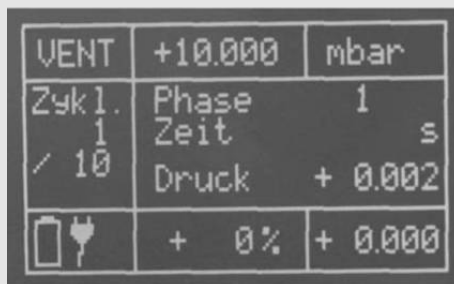 VENT +10.000 mbar
Zykl. Phase 1
1 Zeit s
/ 10 Druck + 0.002
+ 0% + 0.000